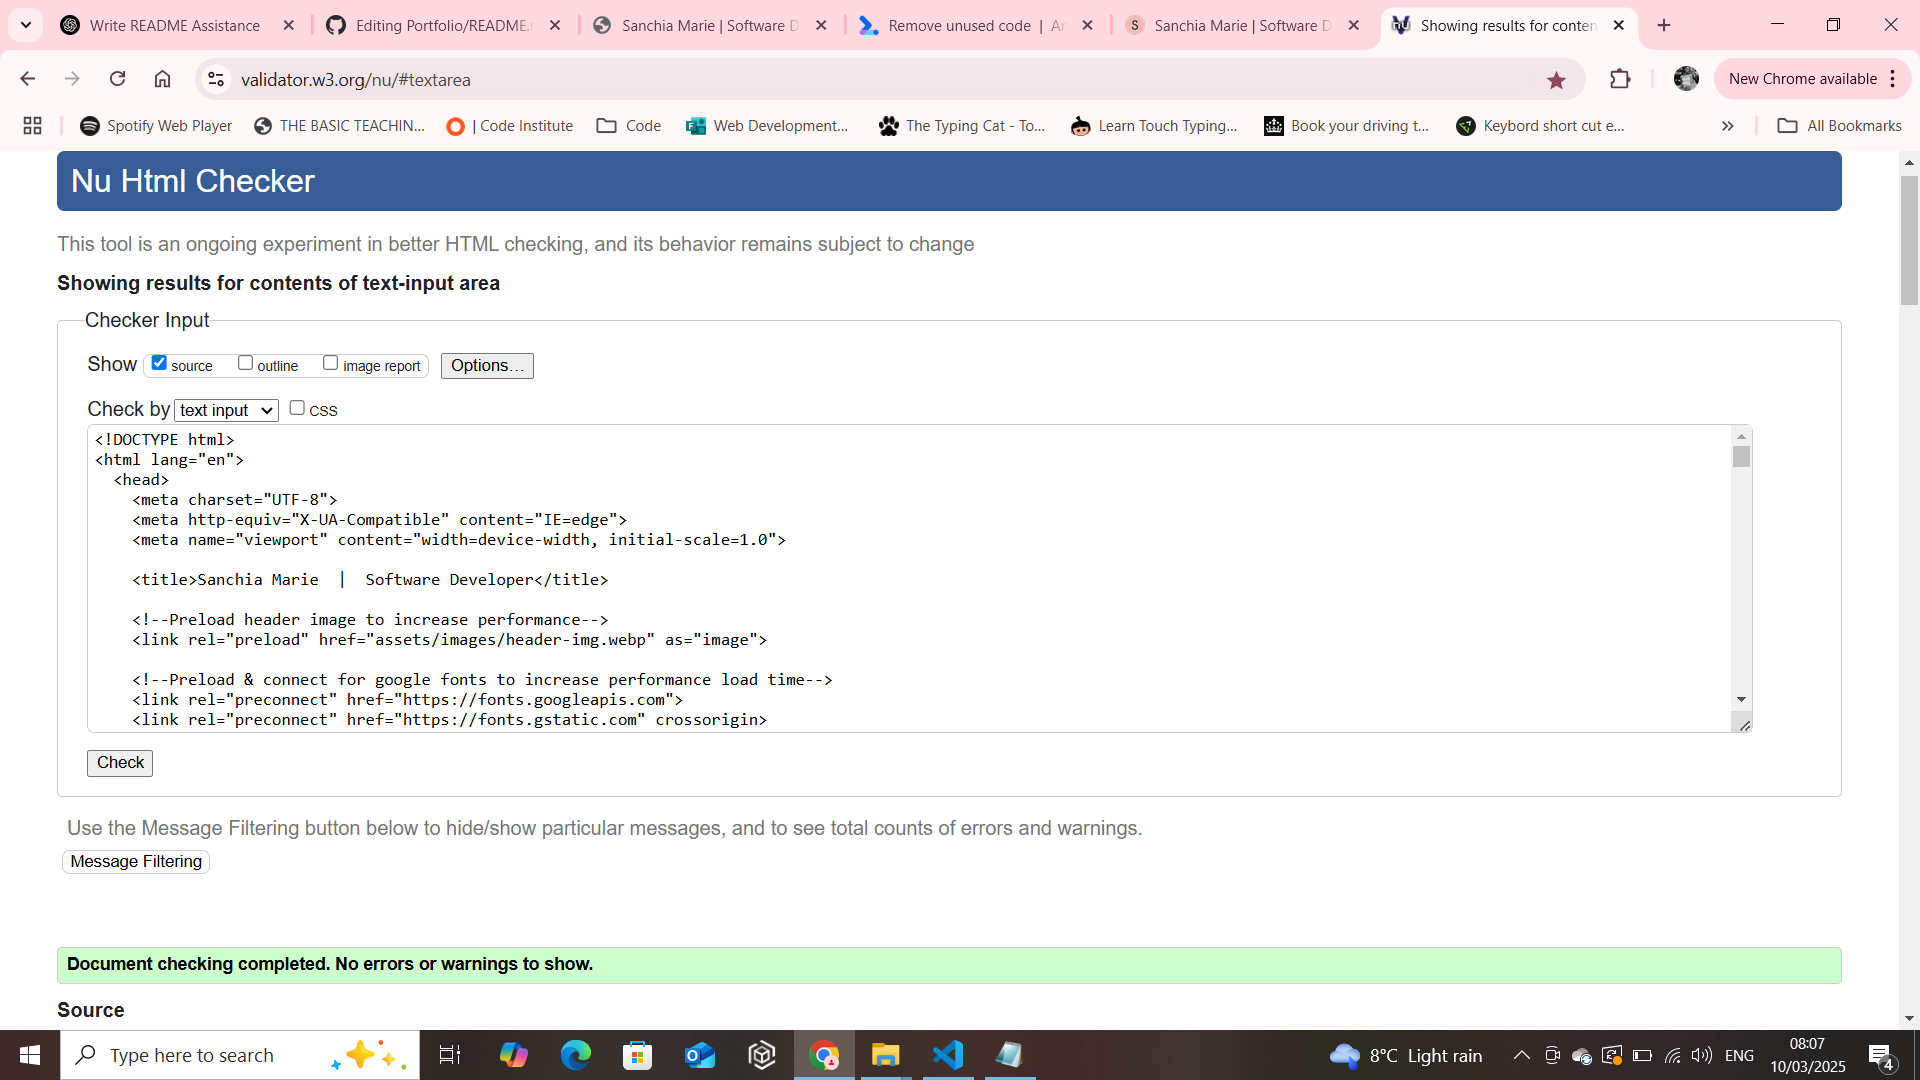 Write README Assistance
Editing Portfolio/README.
Sanchia Marie | Software D
Remove unused code | Ar
S
Sanchia Marie | Software D
Showing results for conten
validator.w3.org/nu/#textarea
New Chrome available
Spotify Web Player
THE BASIC TEACHIN...
| Code Institute
Code
Web Development...
The Typing Cat - To...
Learn Touch Typing...
Book your driving t...
Keybord short cut e...
All Bookmarks
Nu Html Checker
This tool is an ongoing experiment in better HTML checking, and its behavior remains subject to change
Showing results for contents of text-input area
Checker Input
Show source outline image report Options...
Check by text input CSS
<!DOCTYPE html>
<html lang="en">
<head>
<meta charset="UTF-8">
<meta http-equiv="X-UA-Compatible" content="IE=edge">
<meta name="viewport" content="width=device-width, initial-scale=1.0">
<title>Sanchia Marie | Software Developer</title>
<!--Preload header image to increase performance-->
<link rel="preload" href="assets/images/header-img.webp" as="image">
<!--Preload & connect for google fonts to increase performance load time-->
<link rel="preconnect" href="https://fonts.googleapis.com">
<link rel="preconnect" href="https://fonts.gstatic.com" crossorigin>
Check
Use the Message Filtering button below to hide/show particular messages, and to see total counts of errors and warnings.
Message Filtering
Document checking completed. No errors or warnings to show.
Source
Type here to search
8°C Light rain
ENG
08:07
10/03/2025
4